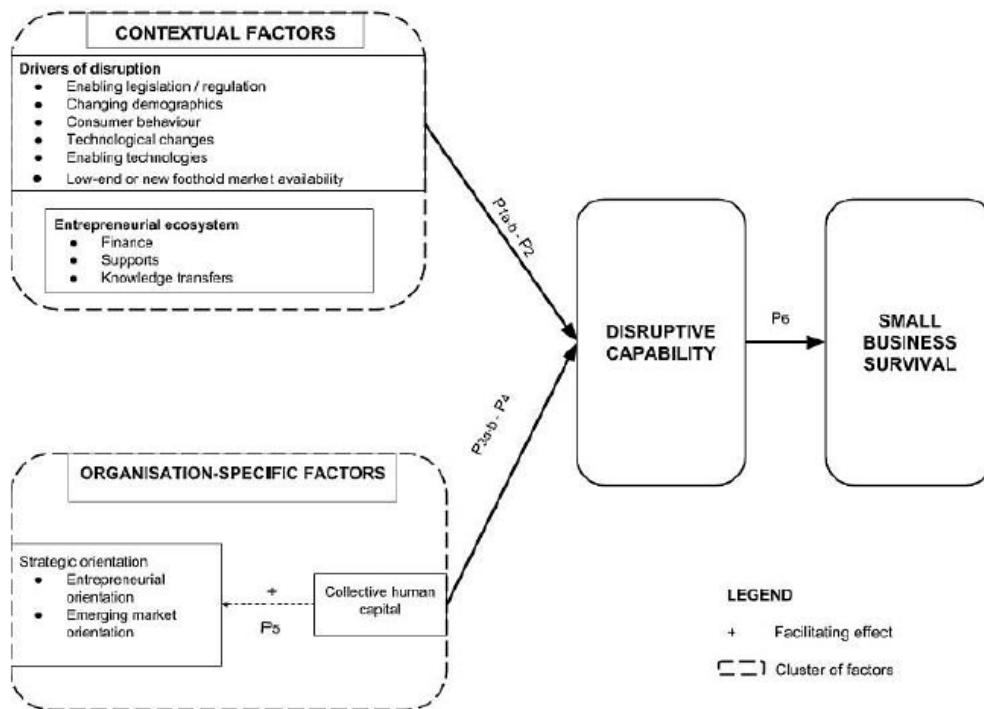 CONTEXTUAL FACTORS
Drivers of disruption
● Enabling legislation / regulation
● Changing demographics
● Consumer behaviour
● Technological changes
● Enabling technologies
● Low-end or new foothold market availability
Entrepreneurial ecosystem
● Finance
● Supports
● Knowledge transfers
P1a-b - P2
DISRUPTIVE
CAPABILITY
P6
SMALL
BUSINESS
SURVIVAL
P3a-b - P4
ORGANISATION-SPECIFIC FACTORS
Strategic orientation
● Entrepreneurial
orientation
● Emerging market
orientation
+
P5
Collective human
capital
LEGEND
+ Facilitating effect
Cluster of factors